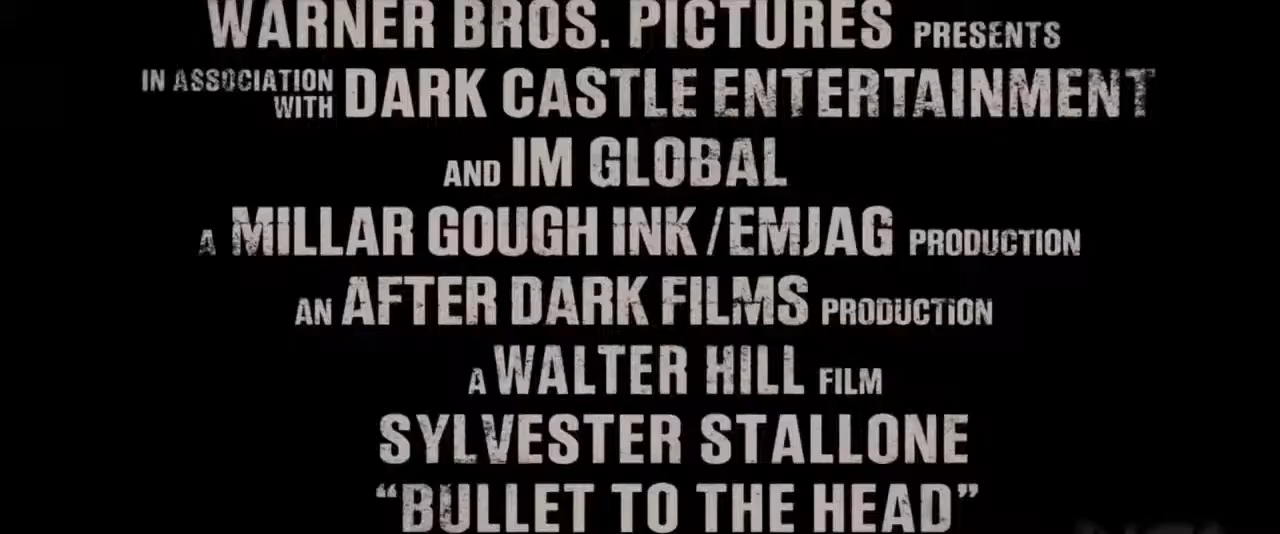 WARNER BROS. PICTURES PRESENTS
IN ASSOCIATION WITH DARK CASTLE ENTERTAINMENT
AND IM GLOBAL
A MILLAR GOUGH INK/EMJAG PRODUCTION
AN AFTER DARK FILMS PRODUCTION
A WALTER HILL FILM
SYLVESTER STALLONE
“BULLET TO THE HEAD”